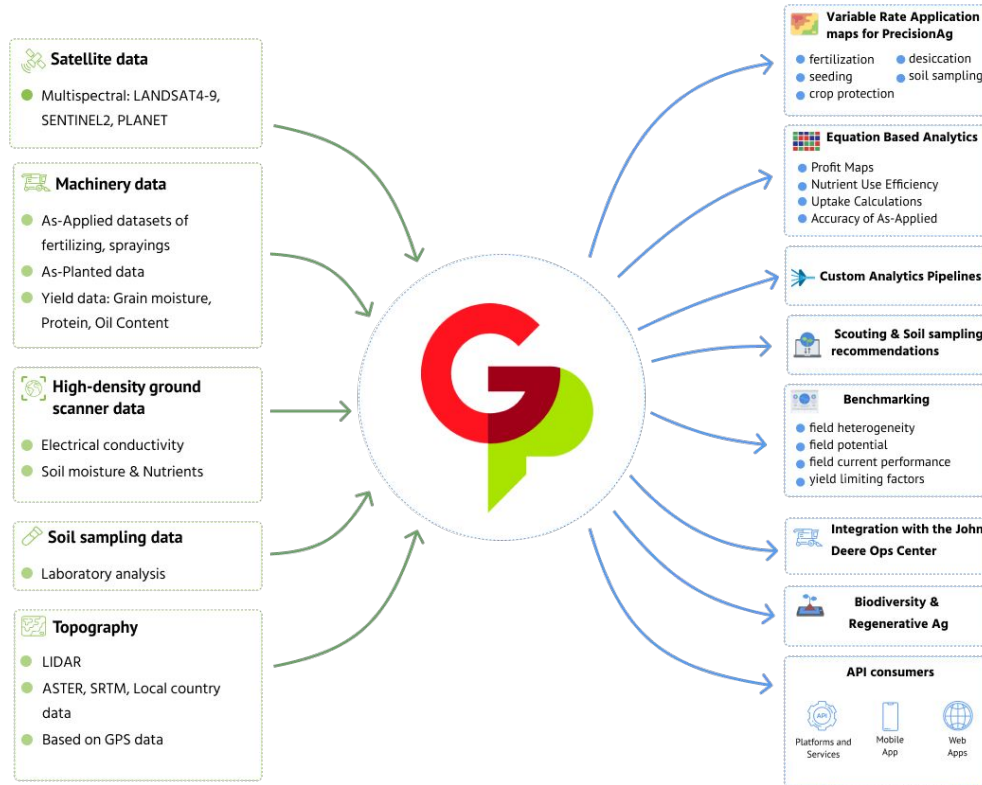 Satellite data
Multispectral: LANDSAT4-9,
SENTINEL2, PLANET
Machinery data
As-Applied datasets of
fertilizing, sprayings
As-Planted data
Yield data: Grain moisture,
Protein, Oil Content
High-density ground
scanner data
Electrical conductivity
Soil moisture & Nutrients
Soil sampling data
Laboratory analysis
Topography
LIDAR
ASTER, SRTM, Local country
data
Based on GPS data
GP
Variable Rate Application
maps for PrecisionAg
fertilization
desiccation
seeding
soil sampling
crop protection
Equation Based Analytics
Profit Maps
Nutrient Use Efficiency
Uptake Calculations
Accuracy of As-Applied
Custom Analytics Pipelines
Scouting & Soil sampling
recommendations
Benchmarking
field heterogeneity
field potential
field current performance
yield limiting factors
Integration with the John
Deere Ops Center
Biodiversity &
Regenerative Ag
API consumers
API
Platforms and
Services
Mobile
App
Web
Apps